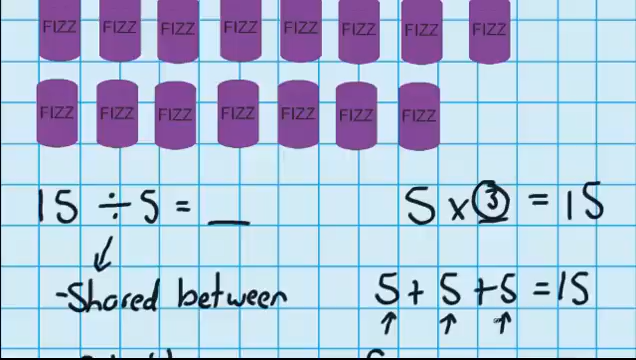 FIZZ FIZZ FIZZ FIZZ FIZZ FIZZ FIZZ FIZZ
FIZZ FIZZ FIZZ FIZZ FIZZ FIZZ FIZZ
15 ÷ 5 = __
5 x 3 = 15
-Shared between
5 + 5 + 5 = 15